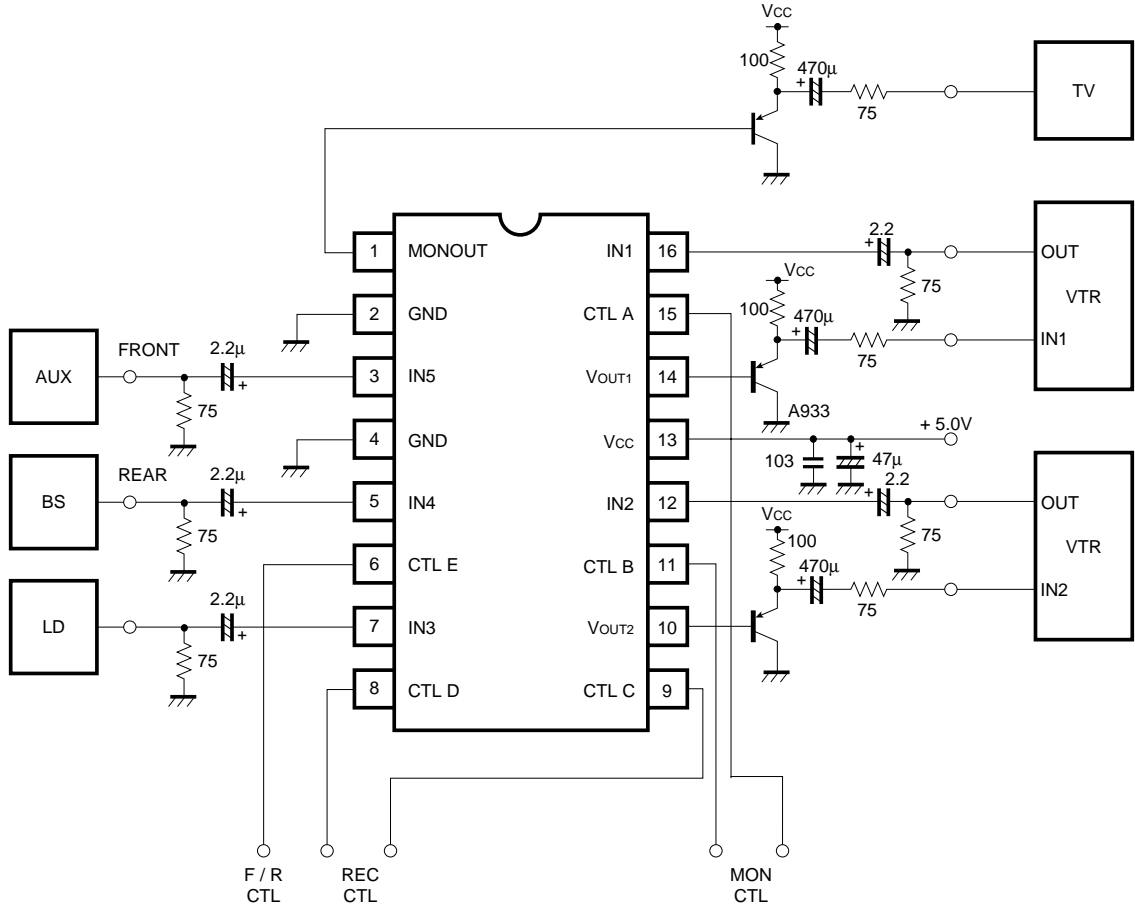 VCC
100
470µ
+
75
TV
1 MONOUT
IN1 16
2.2
+
75
OUT
VTR
IN1
2 GND
CTL A 15
VCC
100
470µ
+
75
AUX
FRONT
2.2µ
+
75
3 IN5
VOUT1 14
A933
4 GND
VCC 13
+ 5.0V
103
47µ
+
BS
REAR
2.2µ
+
75
5 IN4
IN2 12
2.2
+
75
OUT
VTR
IN2
6 CTL E
CTL B 11
VCC
100
470µ
+
75
LD
2.2µ
+
75
7 IN3
VOUT2 10
8 CTL D
CTL C 9
F / R
CTL
REC
CTL
MON
CTL